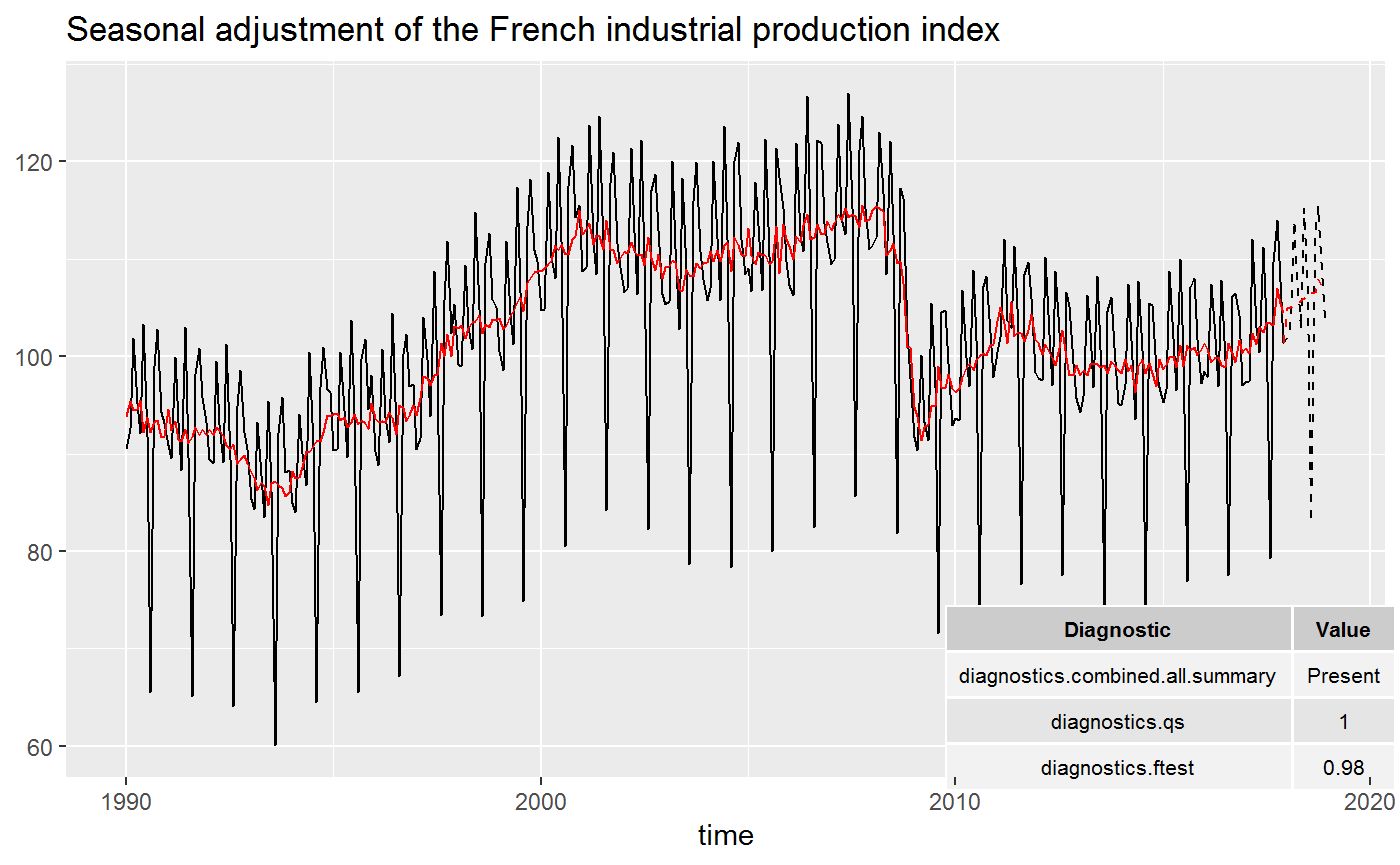 Seasonal adjustment of the French industrial production index
120
100
80
60
Diagnostic Value
diagnostics.combined.all.summary Present
diagnostics.qs 1
diagnostics.ftest 0.98
1990 2000 2010 2020
time